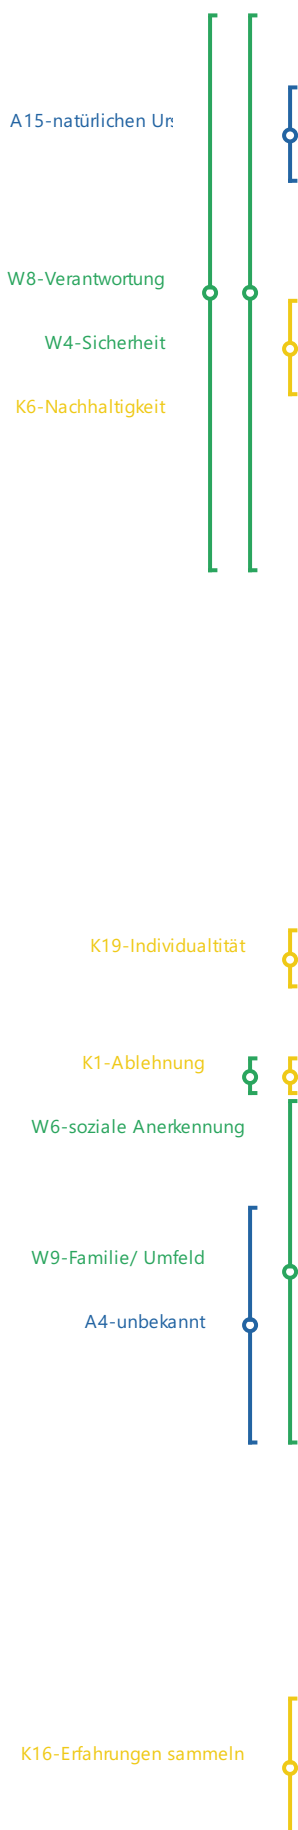 A15-natürlichen
W8-Verantwortung
W4-Sicherheit
K6-Nachhaltigkeit
K19-Individualtität
K1-Ablehnung
W6-soziale Anerkennung
W9-Familie/ Umfeld
A4-unbekannt
K16-Erfahrungen sammeln